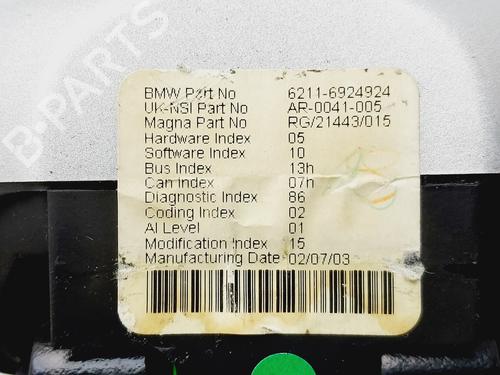 BMW Part No 6211-6924924
UK-NSI Part No AR-0041-005
Magna Part No RG/21443/015
Hardware Index 05
Software Index 10
Bus Index 13h
Can Index 07h
Diagnostic Index 86
Coding Index 02
AI Level 01
Modification Index 15
Manufacturing Date 02/07/03